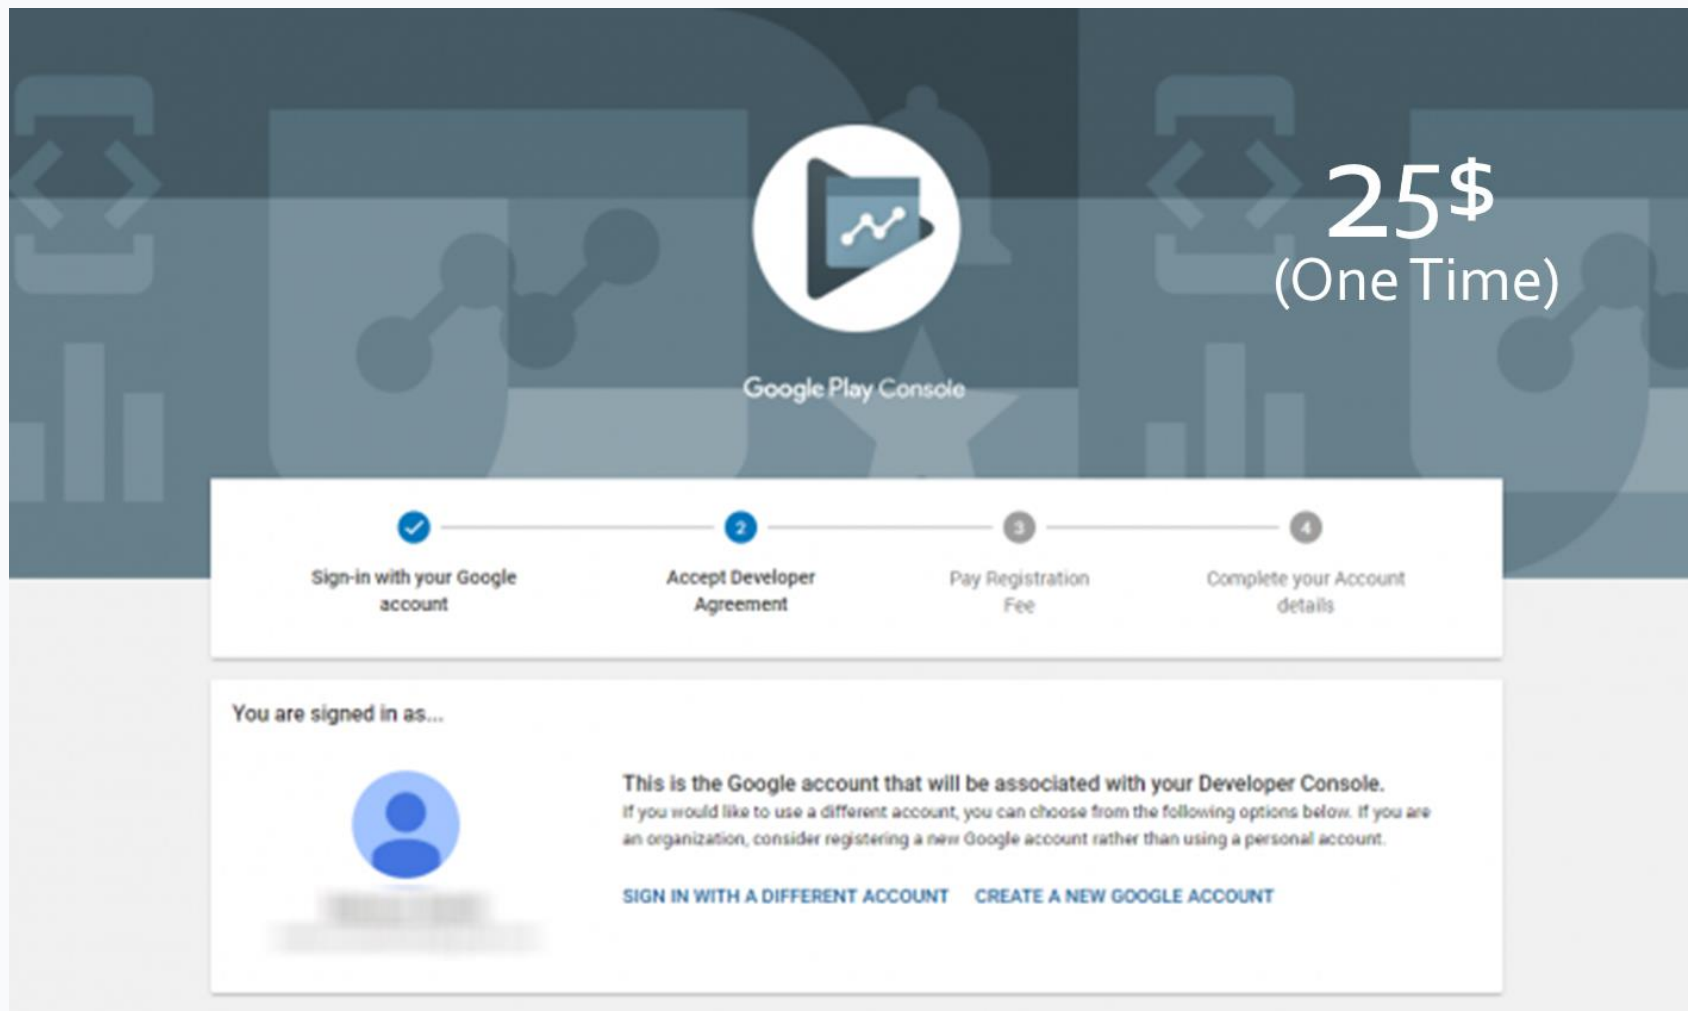 25$
(One Time)
Google Play Console
2
3
4
Sign-in with your Google
account
Accept Developer
Agreement
Pay Registration
Fee
Complete your Account
details
You are signed in as...
This is the Google account that will be associated with your Developer Console.
If you would like to use a different account, you can choose from the following options below. If you are
an organization, consider registering a new Google account rather than using a personal account.
SIGN IN WITH A DIFFERENT ACCOUNT
CREATE A NEW GOOGLE ACCOUNT